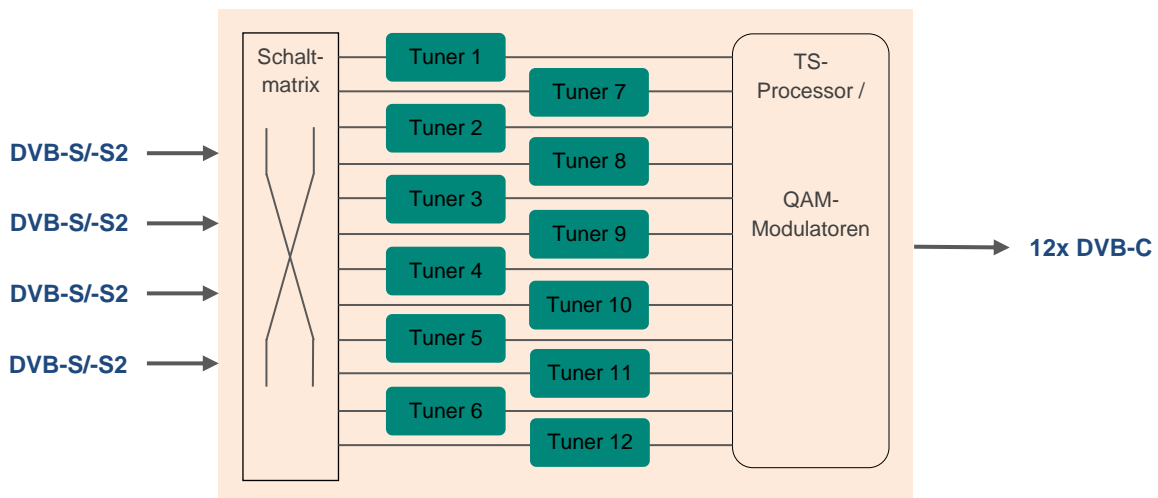 DVB-S/-S2
DVB-S/-S2
DVB-S/-S2
DVB-S/-S2
Schalt-
matrix
Tuner 1
Tuner 7
Tuner 2
Tuner 8
Tuner 3
Tuner 9
Tuner 4
Tuner 10
Tuner 5
Tuner 11
Tuner 6
Tuner 12
TS-
Processor /
QAM-
Modulatoren
12x DVB-C